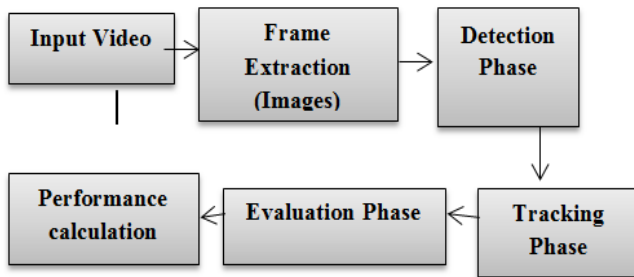 Input Video
Frame
Extraction
(Images)
Detection
Phase
Tracking
Phase
Evaluation Phase
Performance
calculation